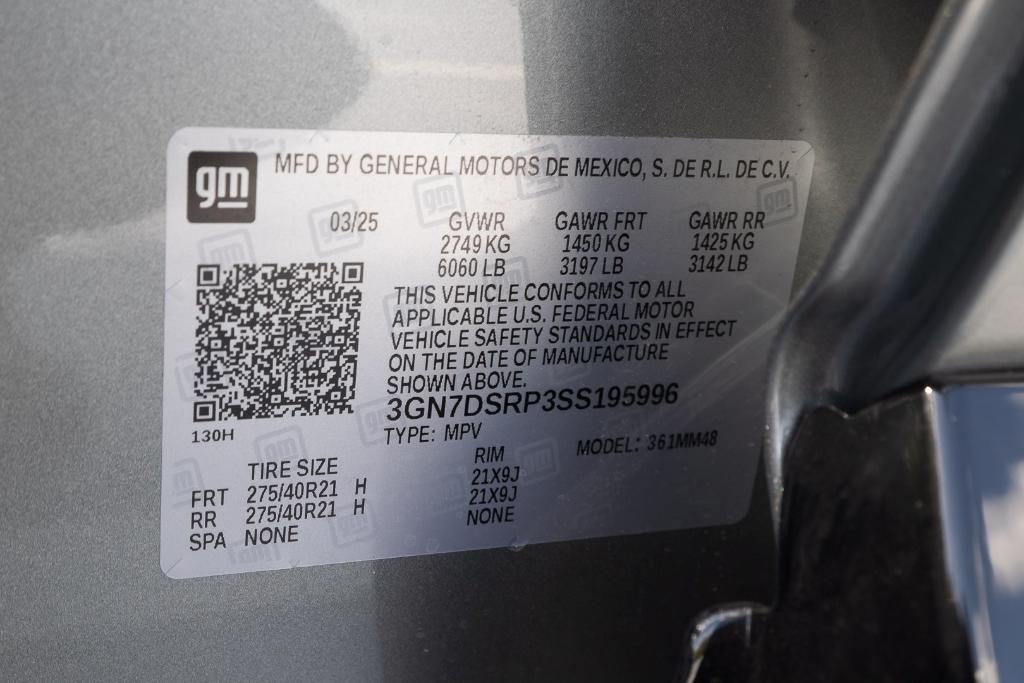 gm
MFD BY GENERAL MOTORS DE MEXICO, S. DE R.L. DE C.V.
03/25 GVWR GAWR FRT GAWR RR
2749 KG 1450 KG 1425 KG
6060 LB 3197 LB 3142 LB
THIS VEHICLE CONFORMS TO ALL
APPLICABLE U.S. FEDERAL MOTOR
VEHICLE SAFETY STANDARDS IN EFFECT
ON THE DATE OF MANUFACTURE
SHOWN ABOVE.
3GN7DSRP3SS195996
130H
TYPE: MPV MODEL: 361MM48
TIRE SIZE RIM
FRT 275/40R21 H 21X9J
RR 275/40R21 H 21X9J
SPA NONE NONE